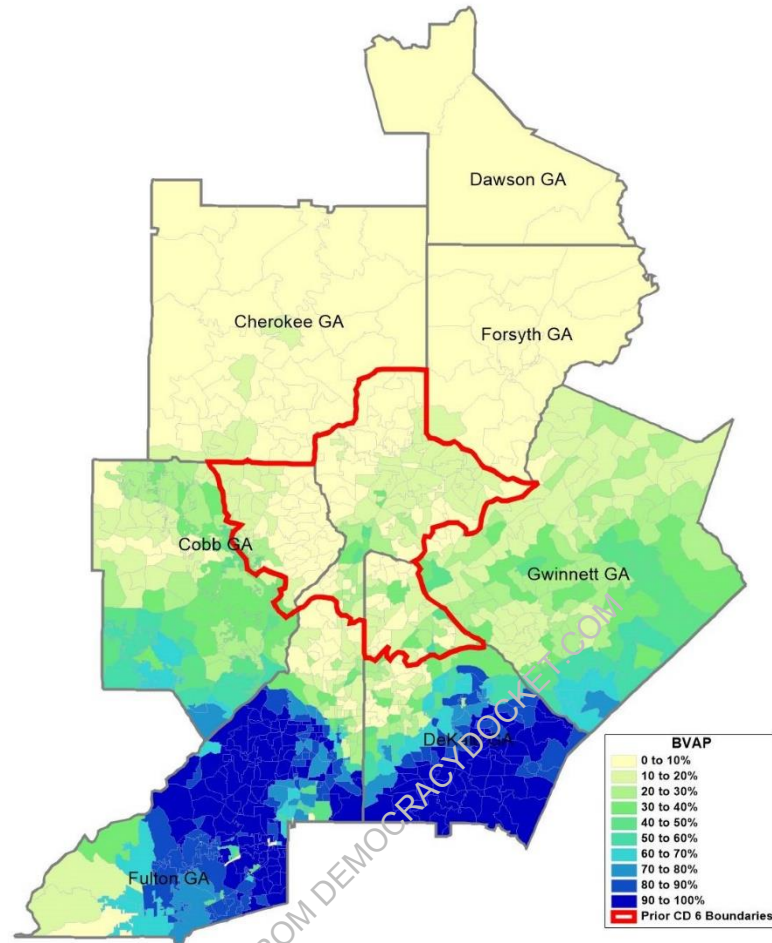 Dawson GA
Cherokee GA
Forsyth GA
Cobb GA
Gwinnett GA
DeKalb GA
Fulton GA
OM DEMOCRACYDOCKET.COM
BVAP
0 to 10%
10 to 20%
20 to 30%
30 to 40%
40 to 50%
50 to 60%
60 to 70%
70 to 80%
80 to 90%
90 to 100%
Prior CD 6 Boundaries